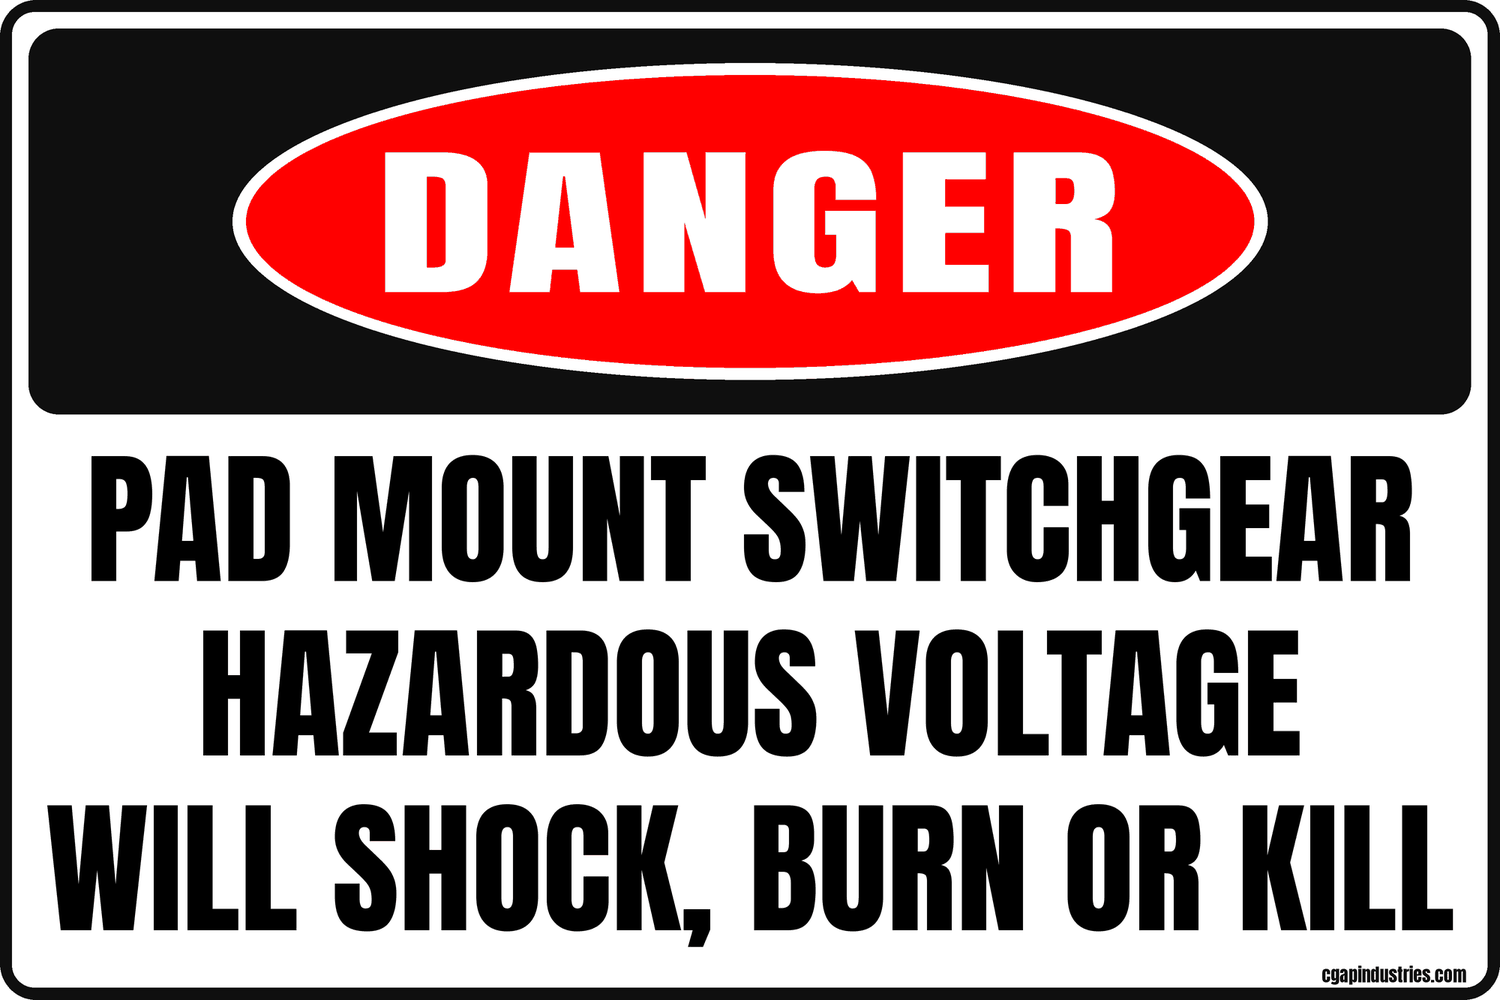 DANGER
PAD MOUNT SWITCHGEAR
HAZARDOUS VOLTAGE
WILL SHOCK, BURN OR KILL
cgapindustries.com